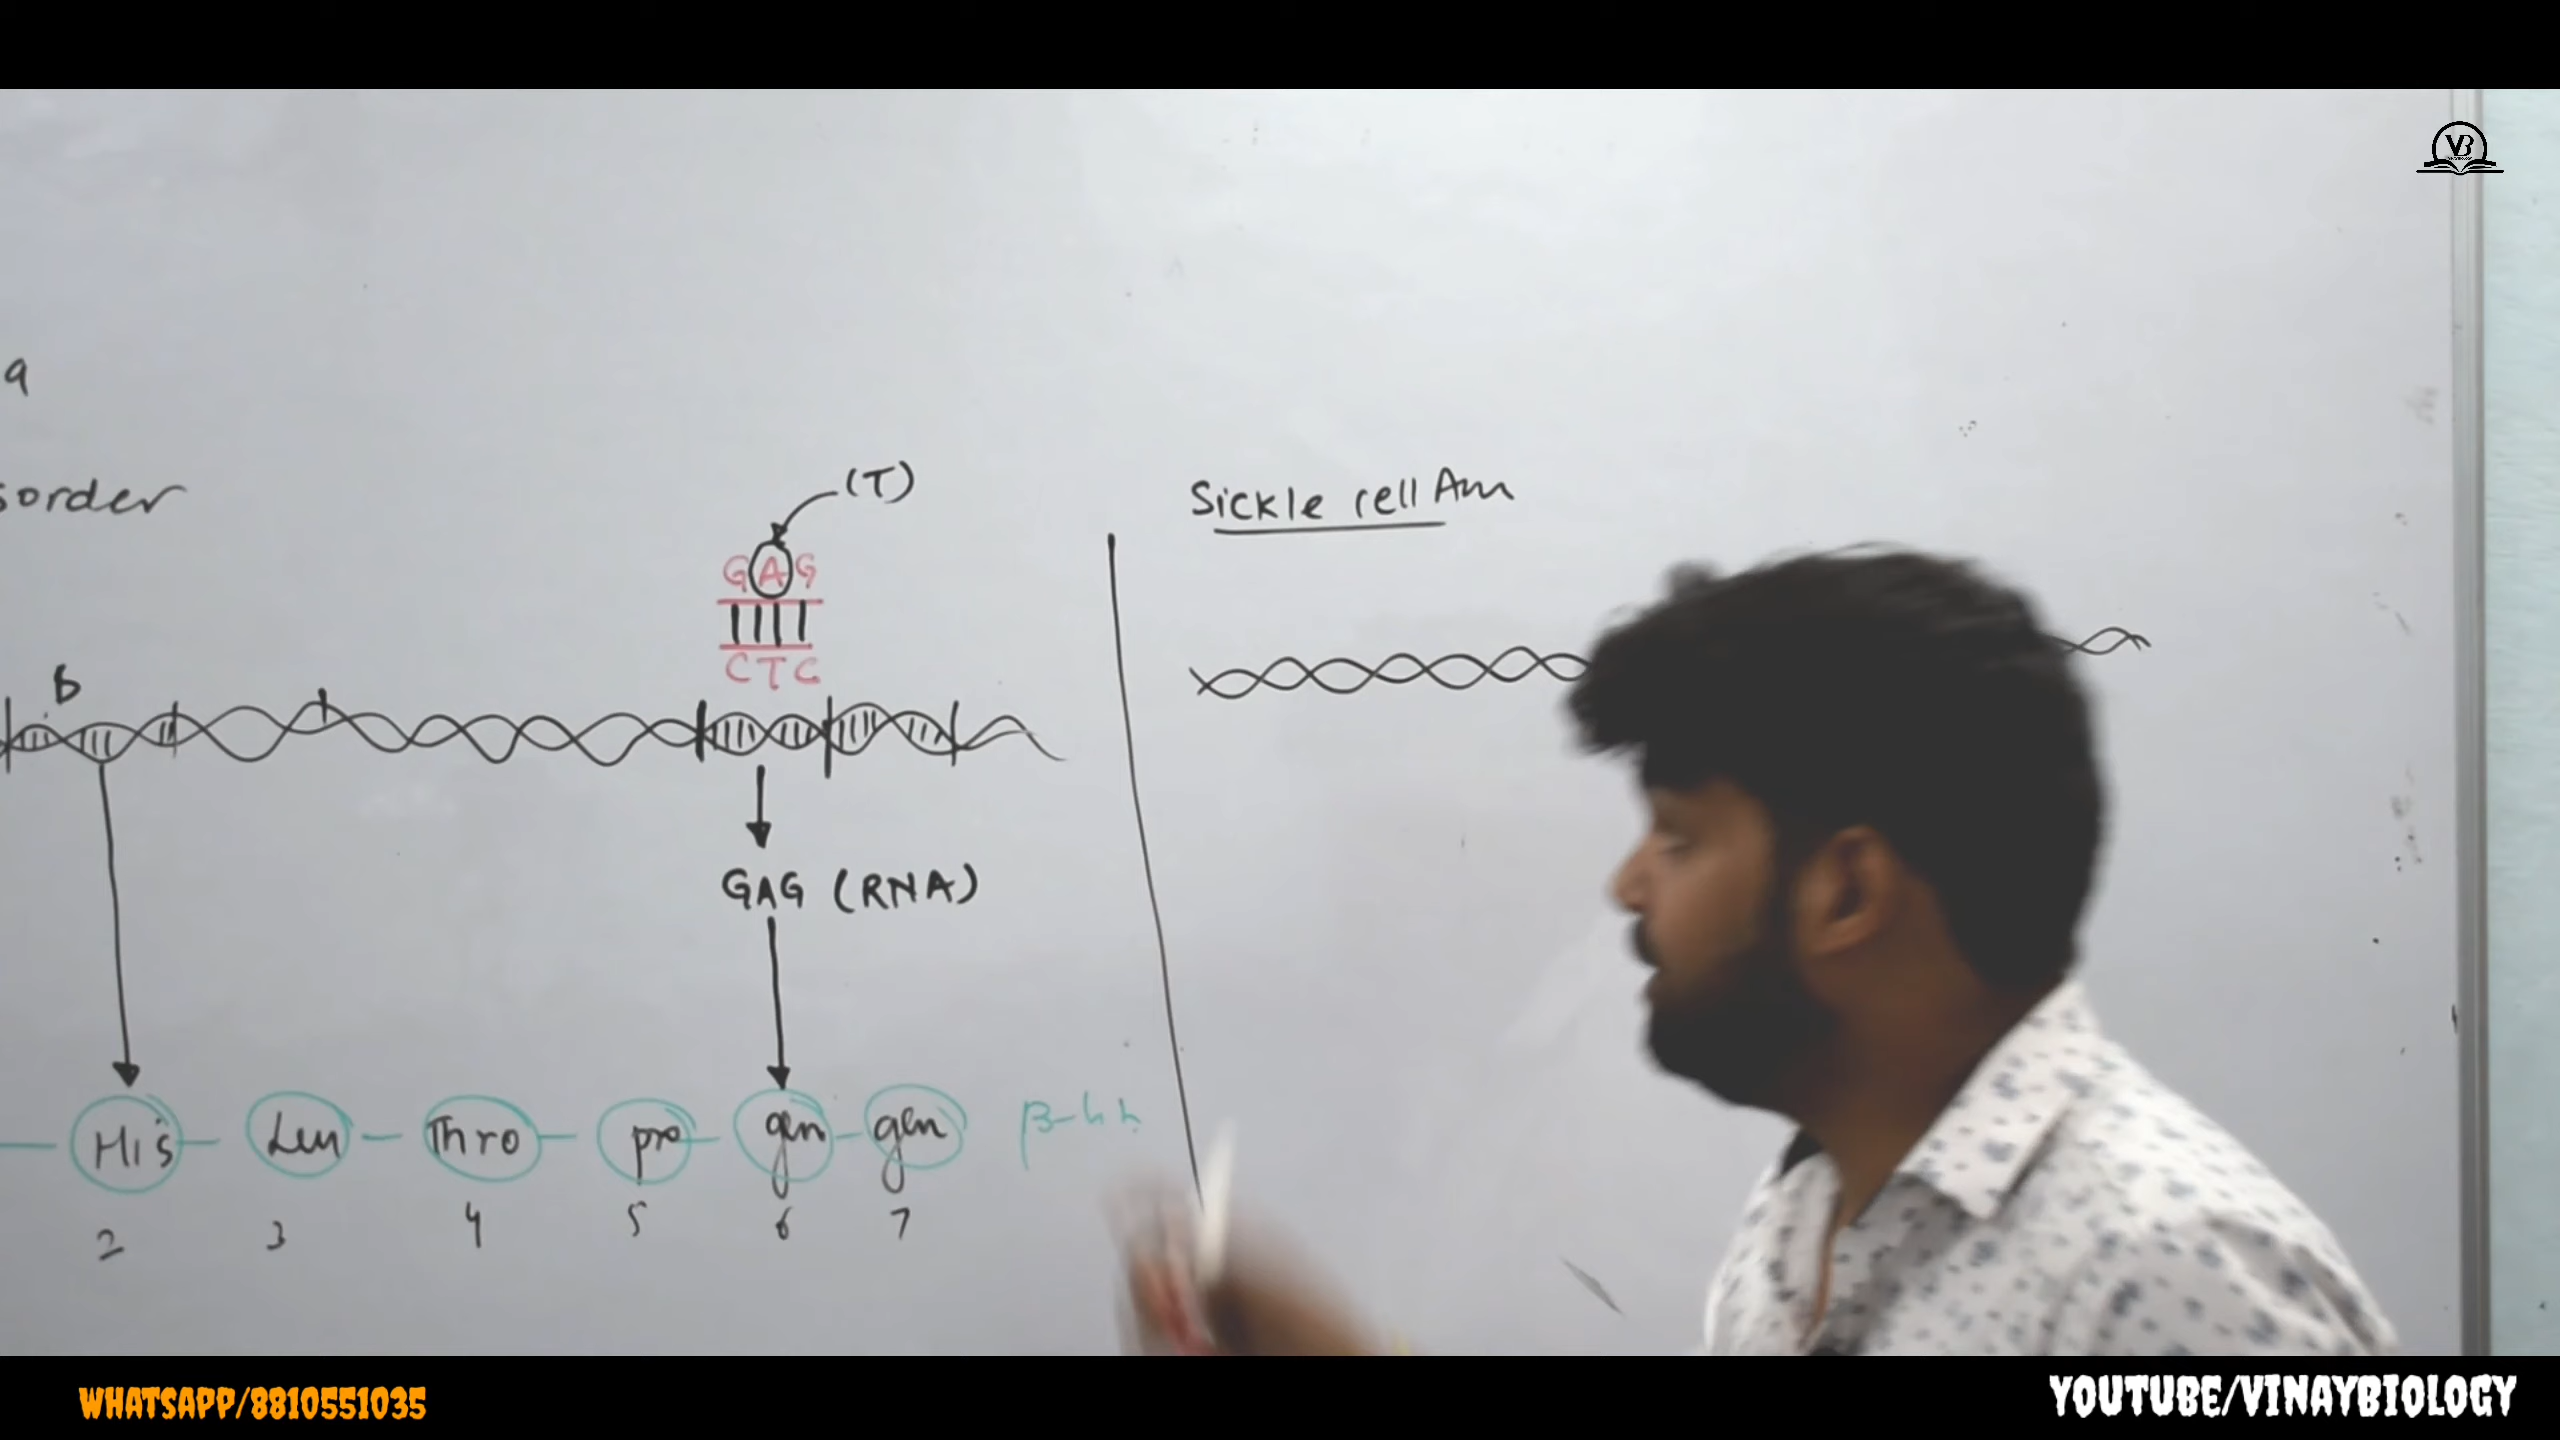 VB
a
sorder
(T)
Sickle cell Am
GAG
CTC
B
GAG (RNA)
His Leu Thro pro glu glu
2 3 4 5 6 7
WHATSAPP/8810551035
YOUTUBE/VINAYBIOLOGY